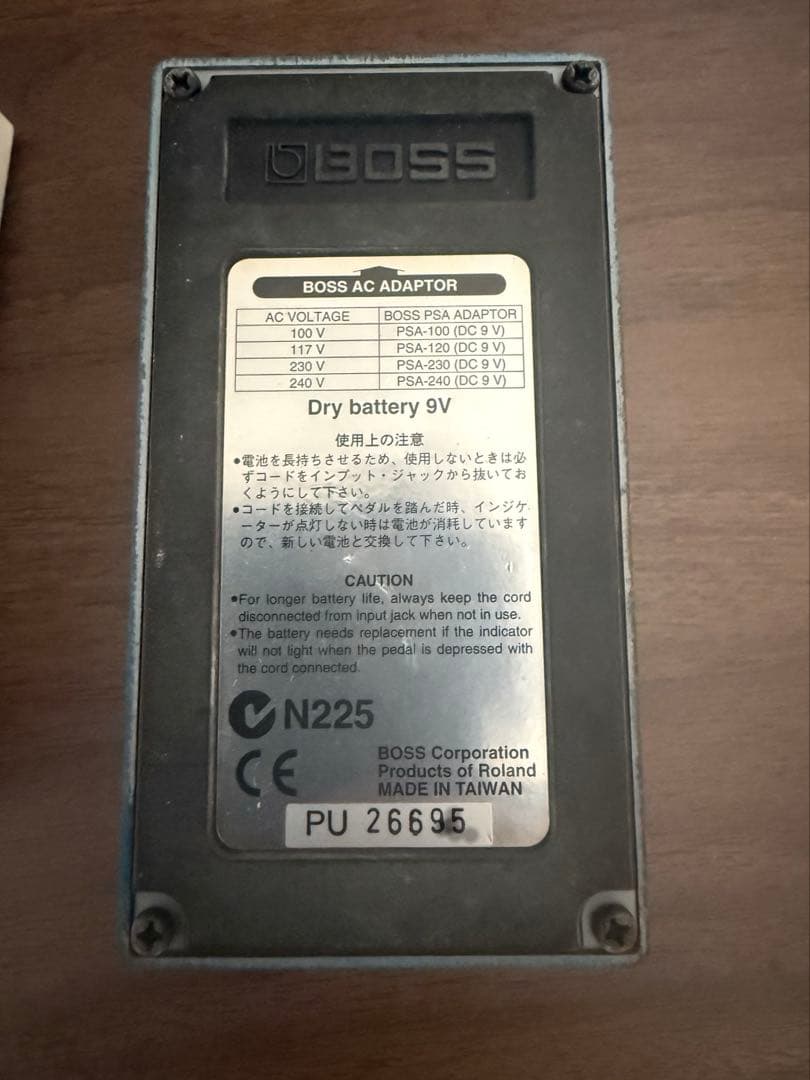 BOSS
BOSS AC ADAPTOR
AC VOLTAGE BOSS PSA ADAPTOR
100 V PSA-100 (DC 9 V)
117 V PSA-120 (DC 9 V)
230 V PSA-230 (DC 9 V)
240 V PSA-240 (DC 9 V)
Dry battery 9V
使用上の注意
●電池を長持ちさせるため、使用しないときは必
ずコードをインプット・ジャックから抜いてお
くようにして下さい。
●コードを接続してペダルを踏んだ時、インジケ
ーターが点灯しない時は電池が消耗しています
ので、新しい電池と交換して下さい。
CAUTION
●For longer battery life, always keep the cord
disconnected from input jack when not in use.
●The battery needs replacement if the indicator
will not light when the pedal is depressed with
the cord connected.
N225
CE
BOSS Corporation
Products of Roland
MADE IN TAIWAN
PU 26695